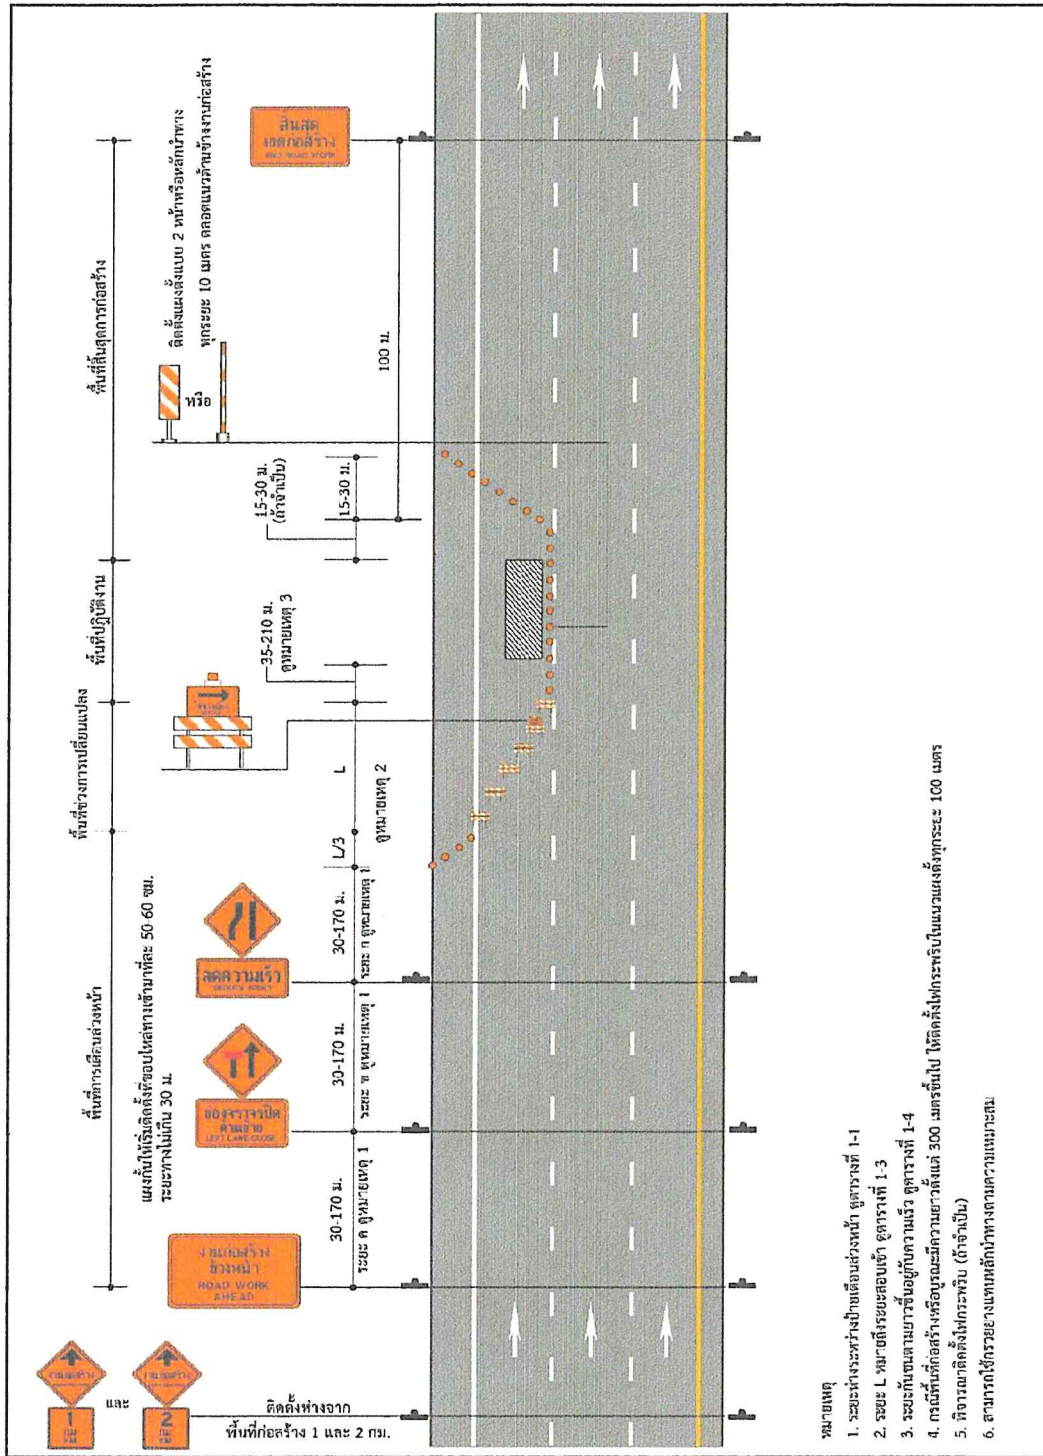 พื้นที่การเตือนล่วงหน้า
พื้นที่ช่วงการเปลี่ยนแปลง
พื้นที่ปฏิบัติงาน
พื้นที่สิ้นสุดการก่อสร้าง
แผงกั้นให้เริ่มติดตั้งที่ขอบไหล่ทางเข้ามาที่ละ 50-60 ซม.
ระยะทางไม่เกิน 30 ม.
1
กม
และ
2
กม
ติดตั้งห่างจาก
พื้นที่ก่อสร้าง 1 และ 2 กม.
งานก่อสร้าง
ข้างหน้า
ROAD WORK
AHEAD
ช่องจราจรปิด
ด้านซ้าย
LEFT LANE CLOSE
ลดความเร็ว
30-170 ม.
ระยะ ค ดูหมายเหตุ 1
30-170 ม.
ระยะ ข ดูหมายเหตุ 1
30-170 ม.
ระยะ ก ดูหมายเหตุ 1
L/3
L
ดูหมายเหตุ 2
35-210 ม.
ดูหมายเหตุ 3
15-30 ม.
(ถ้าจำเป็น)
15-30 ม.
100 ม.
หรือ
ติดตั้งแผงตั้งแบบ 2 หน้าหรือหลักนำทาง
ทุกระยะ 10 เมตร ตลอดแนวด้านข้างงานก่อสร้าง
สิ้นสุด
เขตก่อสร้าง
END ROAD WORK
หมายเหตุ
1. ระยะห่างระหว่างป้ายเตือนล่วงหน้า ดูตารางที่ 1-1
2. ระยะ L หมายถึงระยะสอบเข้า ดูตารางที่ 1-3
3. ระยะกันชนตามยาวขึ้นอยู่กับความเร็ว ดูตารางที่ 1-4
4. กรณีพื้นที่ก่อสร้างหรือบูรณะมีความยาวตั้งแต่ 300 เมตรขึ้นไป ให้ติดตั้งไฟกระพริบในแนวแผงตั้งทุกระยะ 100 เมตร
5. พิจารณาติดตั้งไฟกระพริบ (ถ้าจำเป็น)
6. สามารถใช้กรวยยางแทนหลักนำทางตามความเหมาะสม